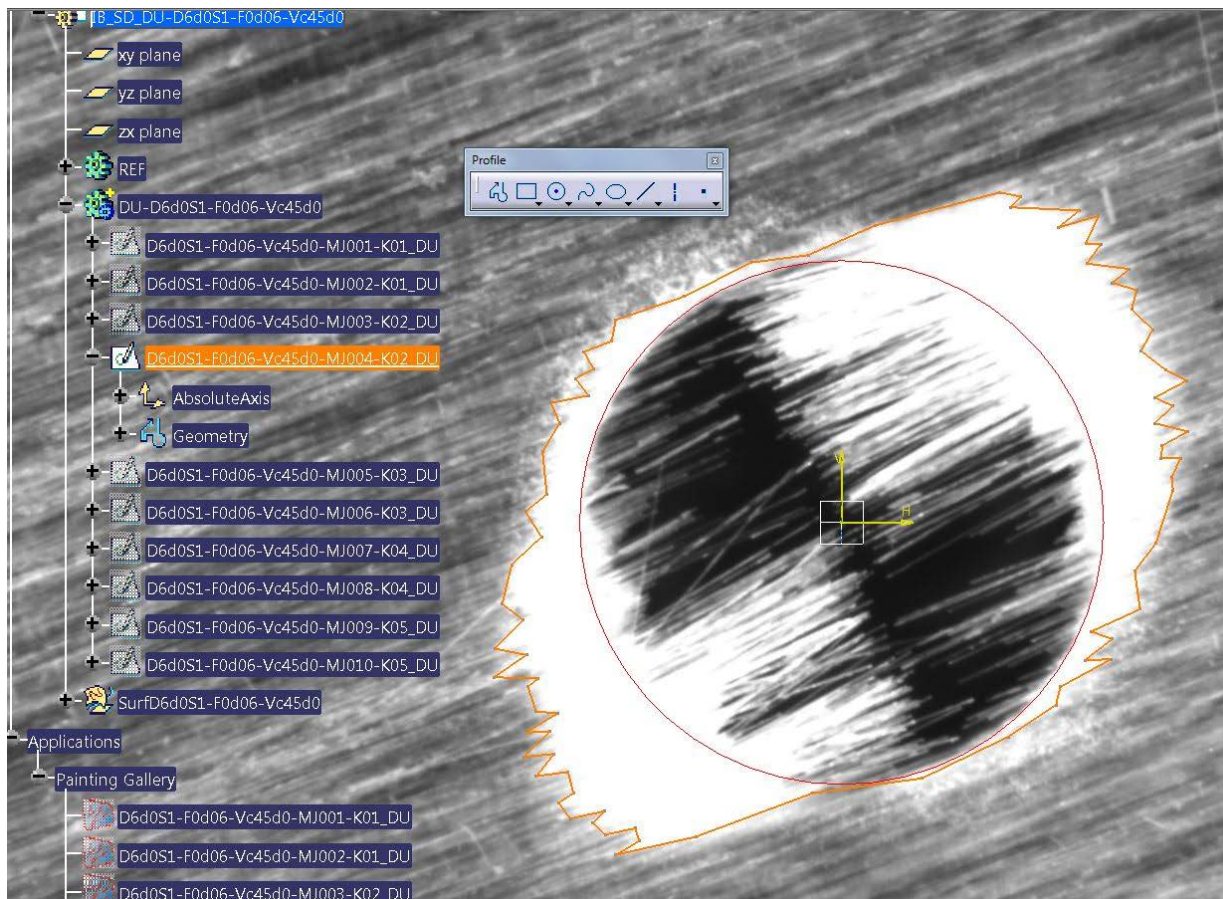 IB_SD_DU-D6d0S1-F0d06-Vc45d0
xy plane
yz plane
zx plane
Profile
REF
DU-D6d0S1-F0d06-Vc45d0
D6d0S1-F0d06-Vc45d0-MJ001-K01_DU
D6d0S1-F0d06-Vc45d0-MJ002-K01_DU
D6d0S1-F0d06-Vc45d0-MJ003-K02_DU
D6d0S1-F0d06-Vc45d0-MJ004-K02_DU
AbsoluteAxis
Geometry
V
H
D6d0S1-F0d06-Vc45d0-MJ005-K03_DU
D6d0S1-F0d06-Vc45d0-MJ006-K03_DU
D6d0S1-F0d06-Vc45d0-MJ007-K04_DU
D6d0S1-F0d06-Vc45d0-MJ008-K04_DU
D6d0S1-F0d06-Vc45d0-MJ009-K05_DU
D6d0S1-F0d06-Vc45d0-MJ010-K05_DU
SurfD6d0S1-F0d06-Vc45d0
Applications
Painting Gallery
D6d0S1-F0d06-Vc45d0-MJ001-K01_DU
D6d0S1-F0d06-Vc45d0-MJ002-K01_DU
D6d0S1-F0d06-Vc45d0-MJ003-K02_DU